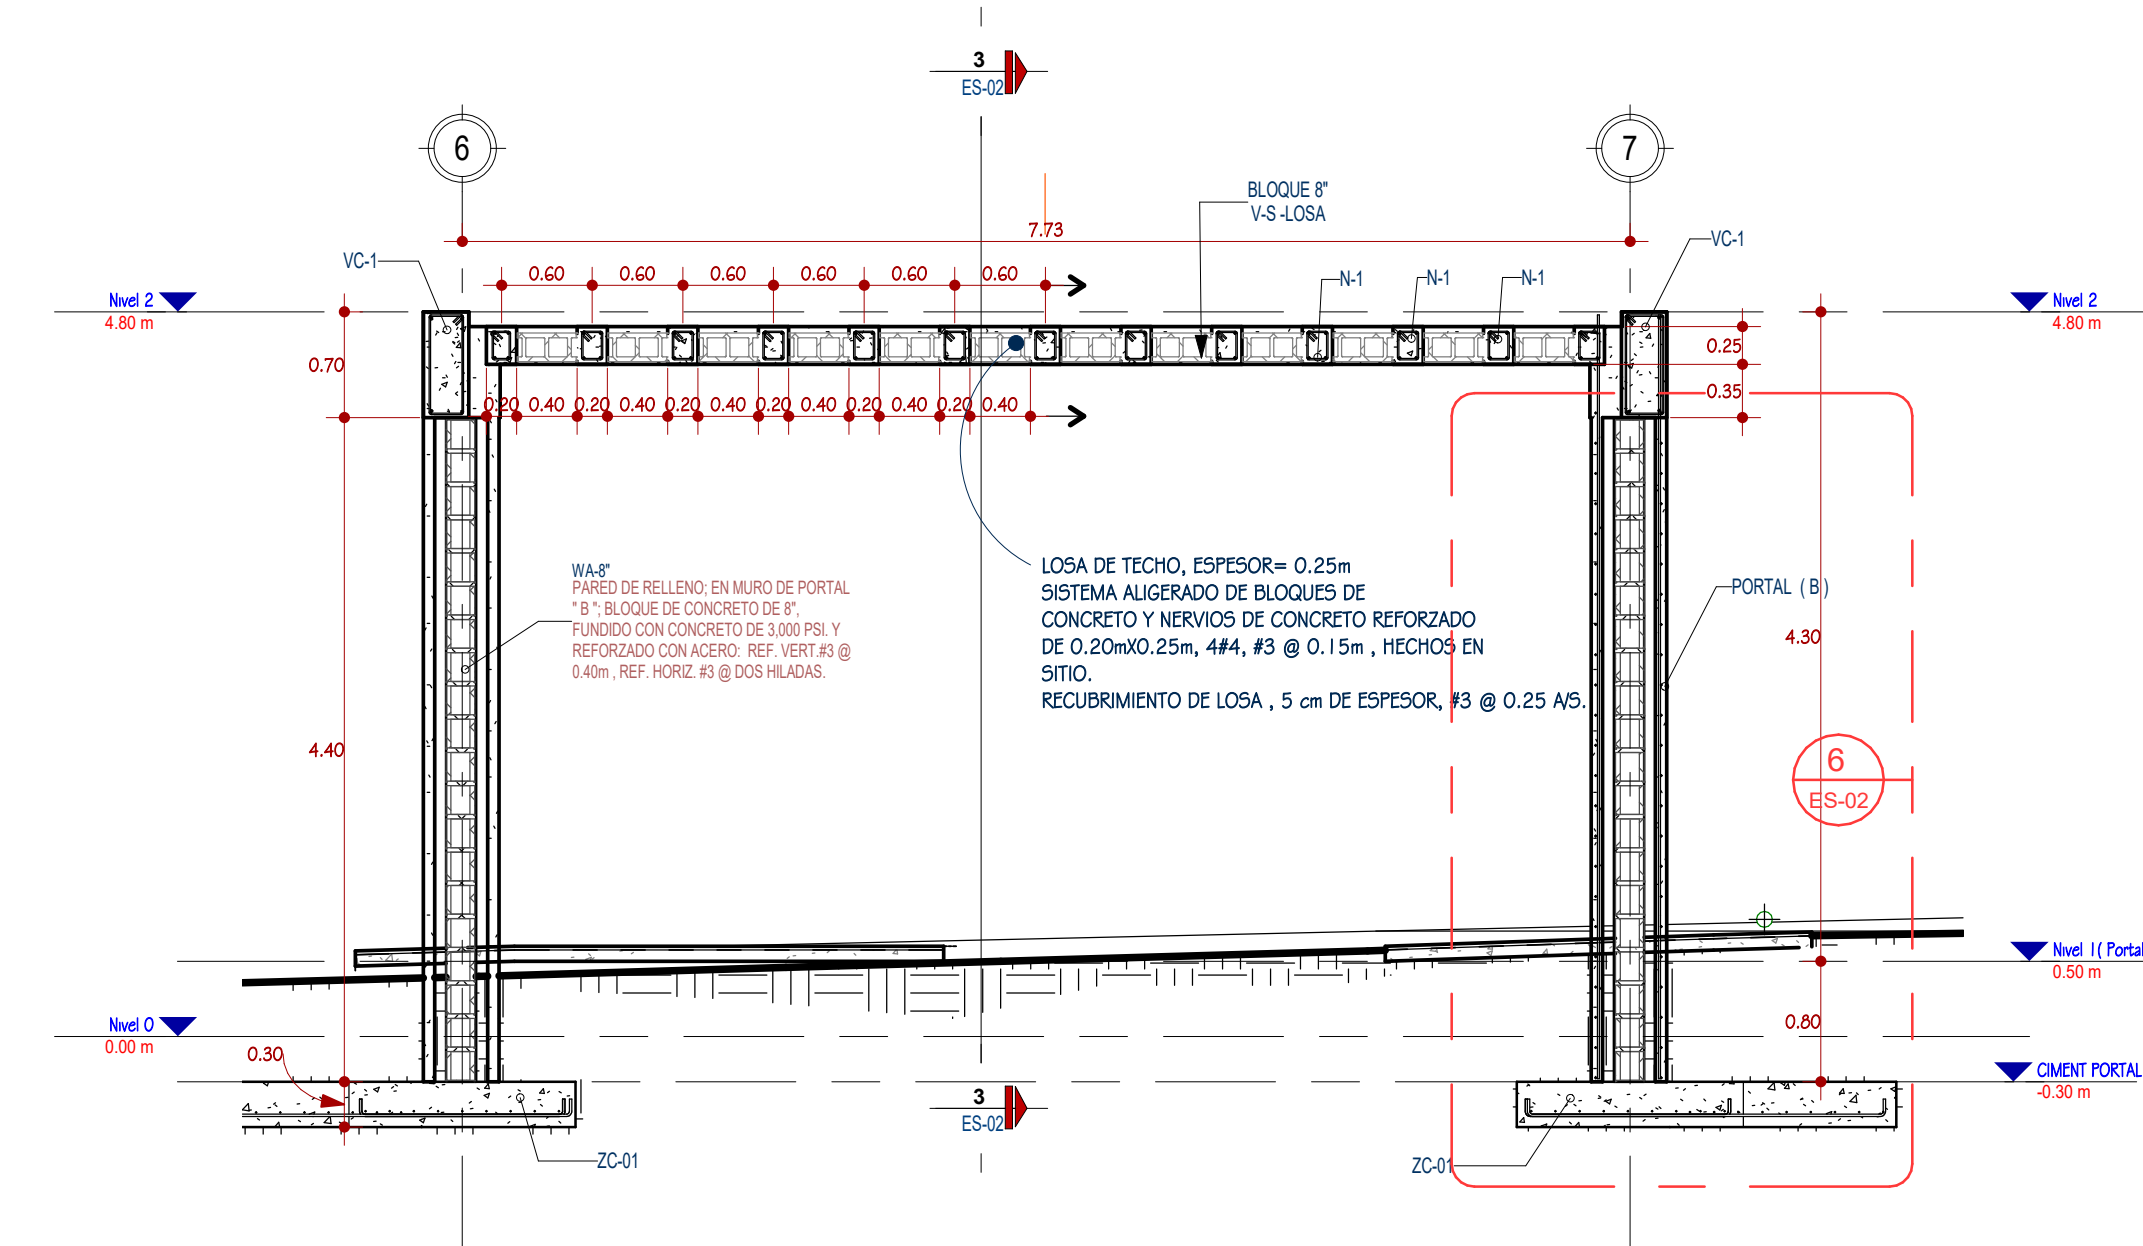 3
ES-02
6
7
BLOQUE 8"
V-S -LOSA
7.73
VC-1
VC-1
0.60
0.60
0.60
0.60
0.60
0.60
N-1
N-1
N-1
Nivel 2
4.80 m
Nivel 2
4.80 m
0.70
0.25
0.35
0.20
0.40
0.20
0.40
0.20
0.40
0.20
0.40
0.20
0.40
0.20
0.40
WA-8"
PARED DE RELLENO; EN MURO DE PORTAL
" B "; BLOQUE DE CONCRETO DE 8",
FUNDIDO CON CONCRETO DE 3,000 PSI. Y
REFORZADO CON ACERO: REF. VERT.#3 @
0.40m , REF. HORIZ. #3 @ DOS HILADAS.
LOSA DE TECHO, ESPESOR= 0.25m
SISTEMA ALIGERADO DE BLOQUES DE
CONCRETO Y NERVIOS DE CONCRETO REFORZADO
DE 0.20mX0.25m, 4#4, #3 @ 0.15m , HECHOS EN
SITIO.
RECUBRIMIENTO DE LOSA , 5 cm DE ESPESOR, #3 @ 0.25 A/S.
PORTAL ( B )
4.30
4.40
6
ES-02
Nivel 1 ( Portal
0.50 m
Nivel 0
0.00 m
0.80
0.30
CIMENT PORTAL
-0.30 m
3
ES-02
ZC-01
ZC-01